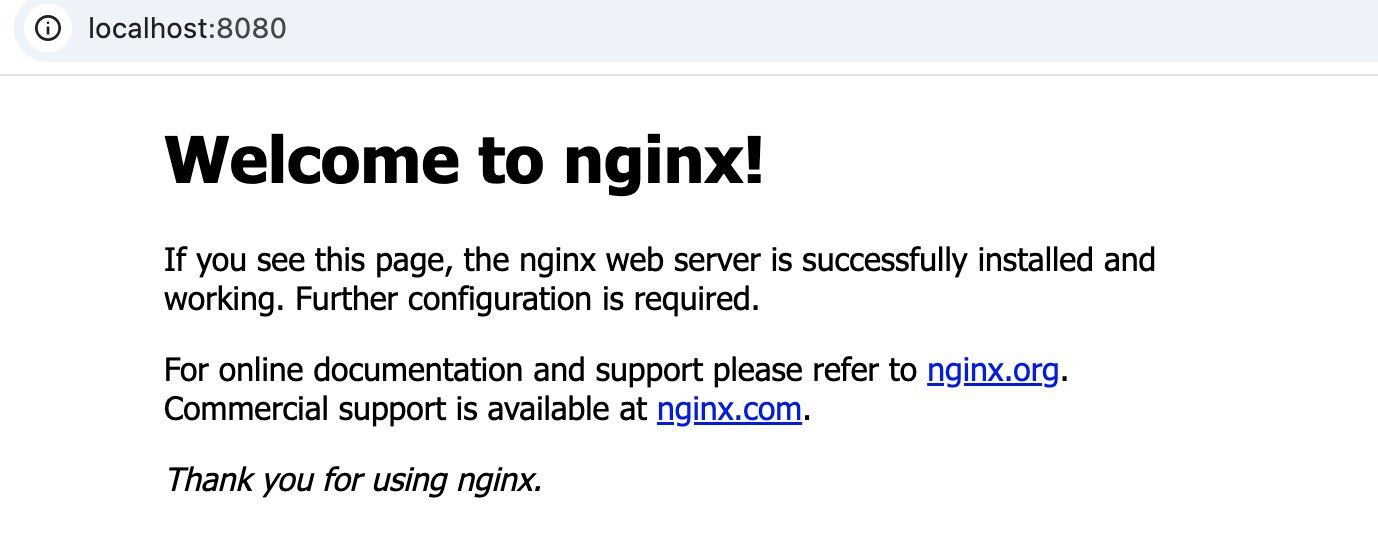 localhost:8080
Welcome to nginx!
If you see this page, the nginx web server is successfully installed and
working. Further configuration is required.
For online documentation and support please refer to nginx.org.
Commercial support is available at nginx.com.
Thank you for using nginx.